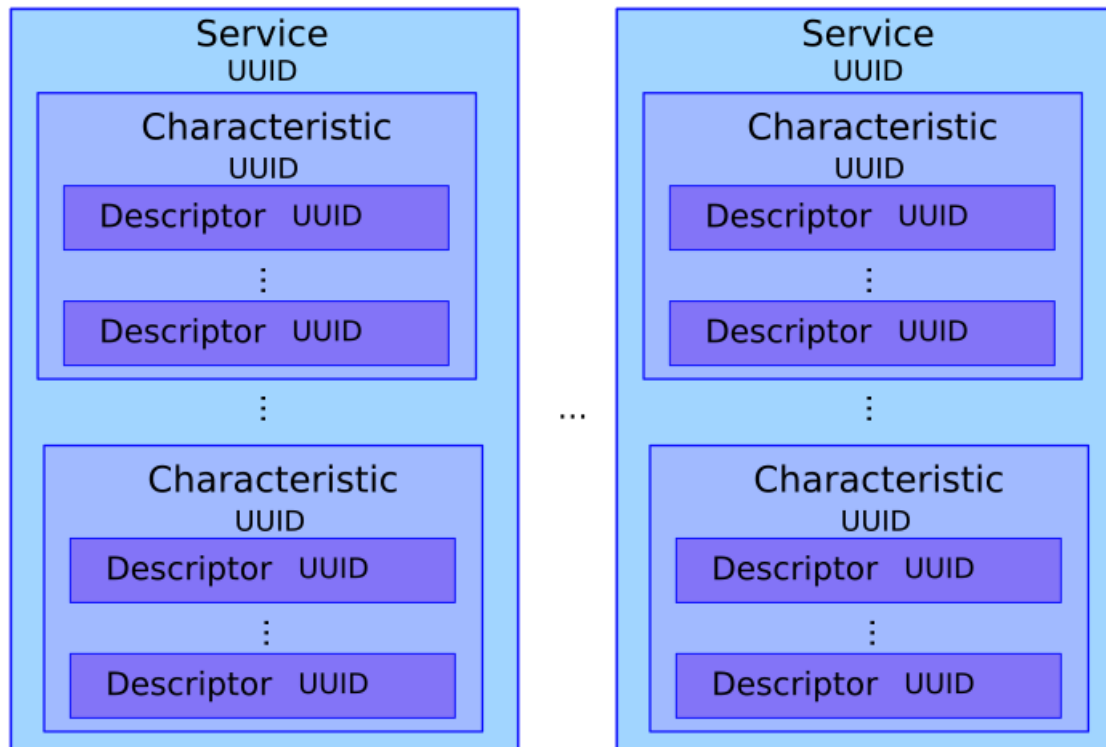 Service
UUID
Characteristic
UUID
Descriptor UUID
⋮
Descriptor UUID
⋮
Characteristic
UUID
Descriptor UUID
⋮
Descriptor UUID
...
Service
UUID
Characteristic
UUID
Descriptor UUID
⋮
Descriptor UUID
⋮
Characteristic
UUID
Descriptor UUID
⋮
Descriptor UUID